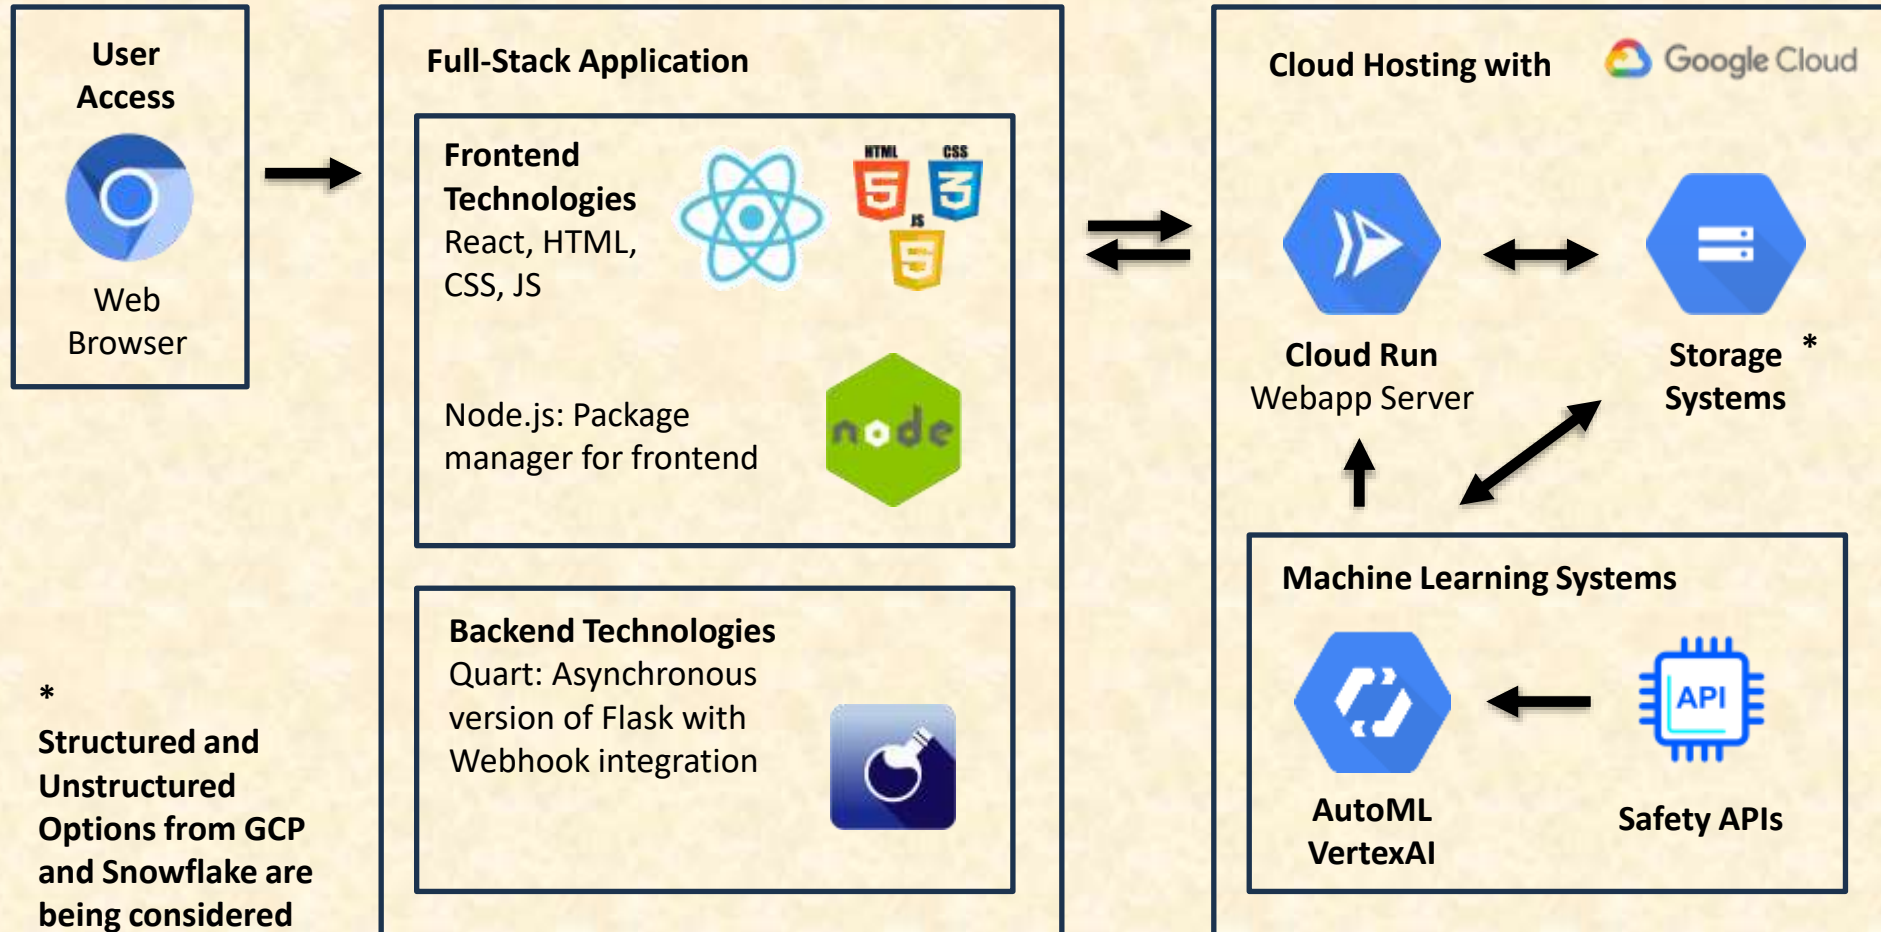 User
Access
Web
Browser
*
Structured and
Unstructured
Options from GCP
and Snowflake are
being considered
Full-Stack Application
Frontend
Technologies
React, HTML,
CSS, JS
HTML
5
CSS
3
JS
5
Node.js: Package
manager for frontend
node
Backend Technologies
Quart: Asynchronous
version of Flask with
Webhook integration
Cloud Hosting with
Google Cloud
Cloud Run
Webapp Server
Storage *
Systems
Machine Learning Systems
AutoML
VertexAI
API
Safety APIs